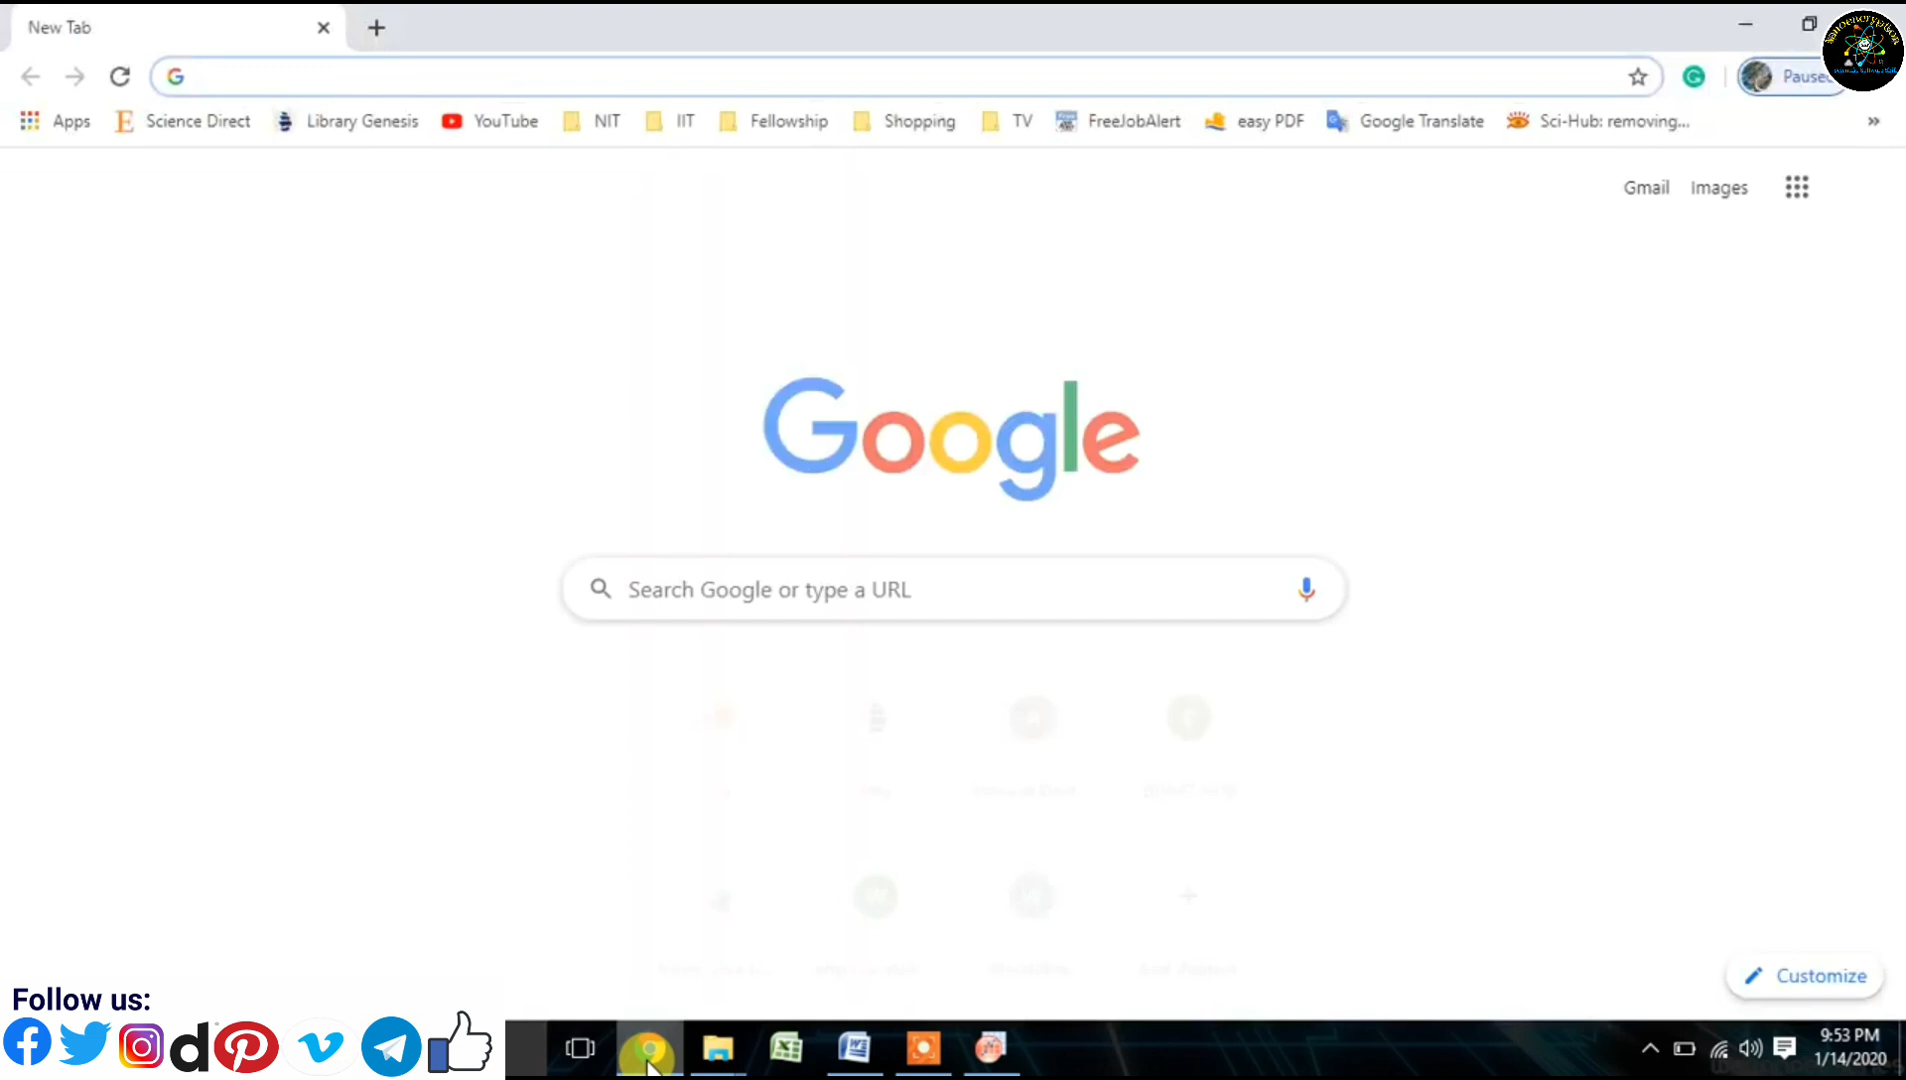 New Tab
Paused
Apps Science Direct Library Genesis YouTube NIT IIT Fellowship Shopping TV FreeJobAlert easy PDF Google Translate Sci-Hub: removing...
Gmail Images
Google
Search Google or type a URL
Customize
Follow us:
9:53 PM
1/14/2020